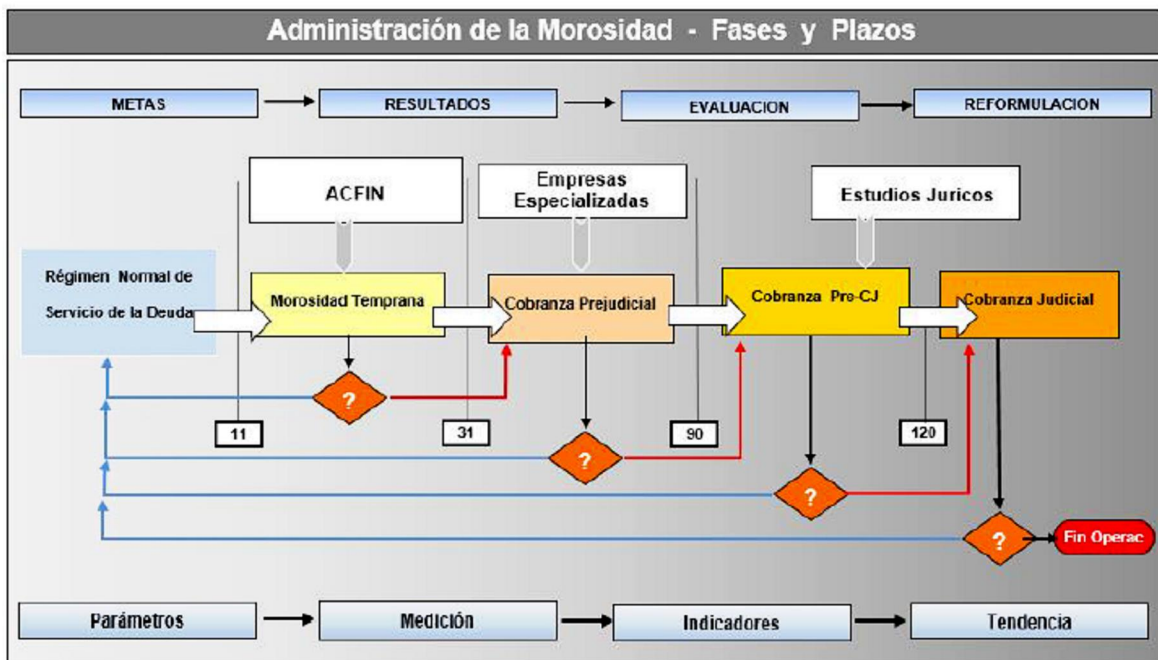 Administración de la Morosidad - Fases y Plazos
METAS
RESULTADOS
EVALUACION
REFORMULACION
ACFIN
Empresas
Especializadas
Estudios Juricos
Régimen Normal de
Servicio de la Deuda
Morosidad Temprana
Cobranza Prejudicial
Cobranza Pre-CJ
Cobranza Judicial
?
11
31
90
120
?
?
?
Fin Operac
Parámetros
Medición
Indicadores
Tendencia